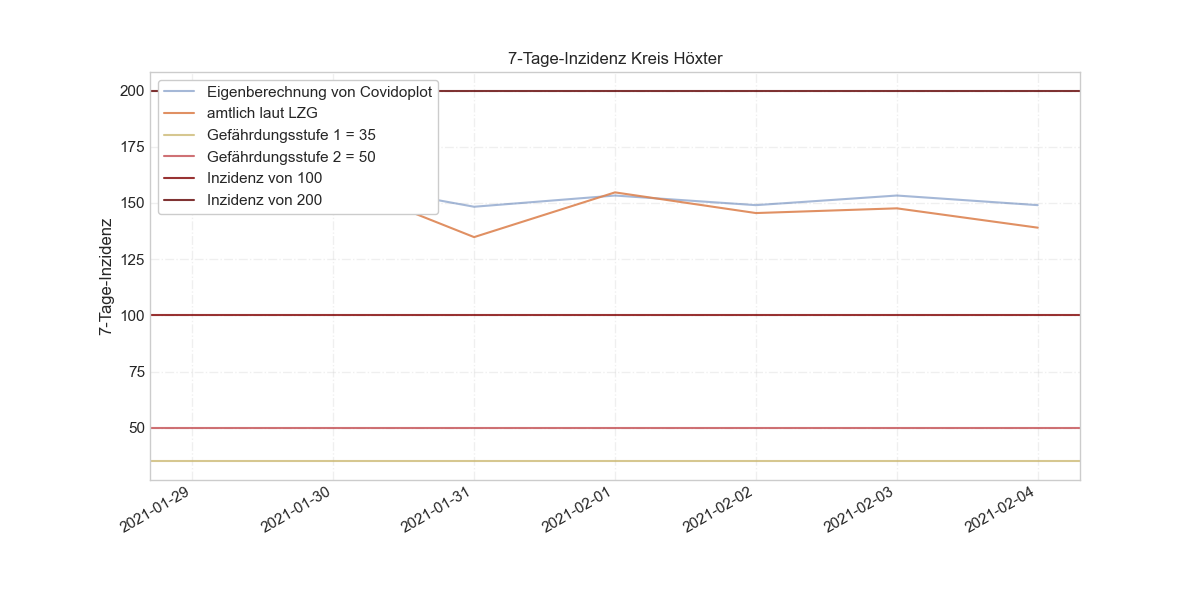 7-Tage-Inzidenz Kreis Höxter
Eigenberechnung von Covidoplot
amtlich laut LZG
Gefährdungsstufe 1 = 35
Gefährdungsstufe 2 = 50
Inzidenz von 100
Inzidenz von 200
7-Tage-Inzidenz
200
175
150
125
100
75
50
2021-01-29
2021-01-30
2021-01-31
2021-02-01
2021-02-02
2021-02-03
2021-02-04